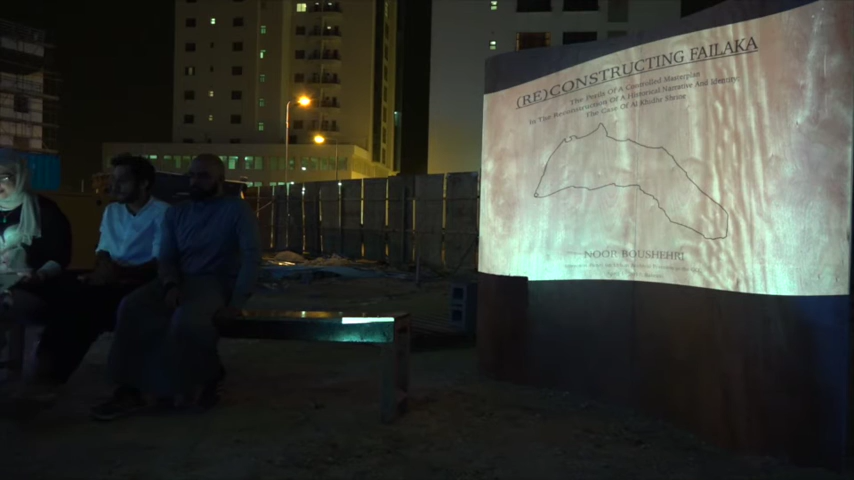 (RE)CONSTRUCTING FAILAKA
The Perils Of A Controlled Masterplan
In The Reconstruction Of A Historical Narrative And Identity
The Case Of Al Khidhr Shrine
NOOR BOUSHEHRI